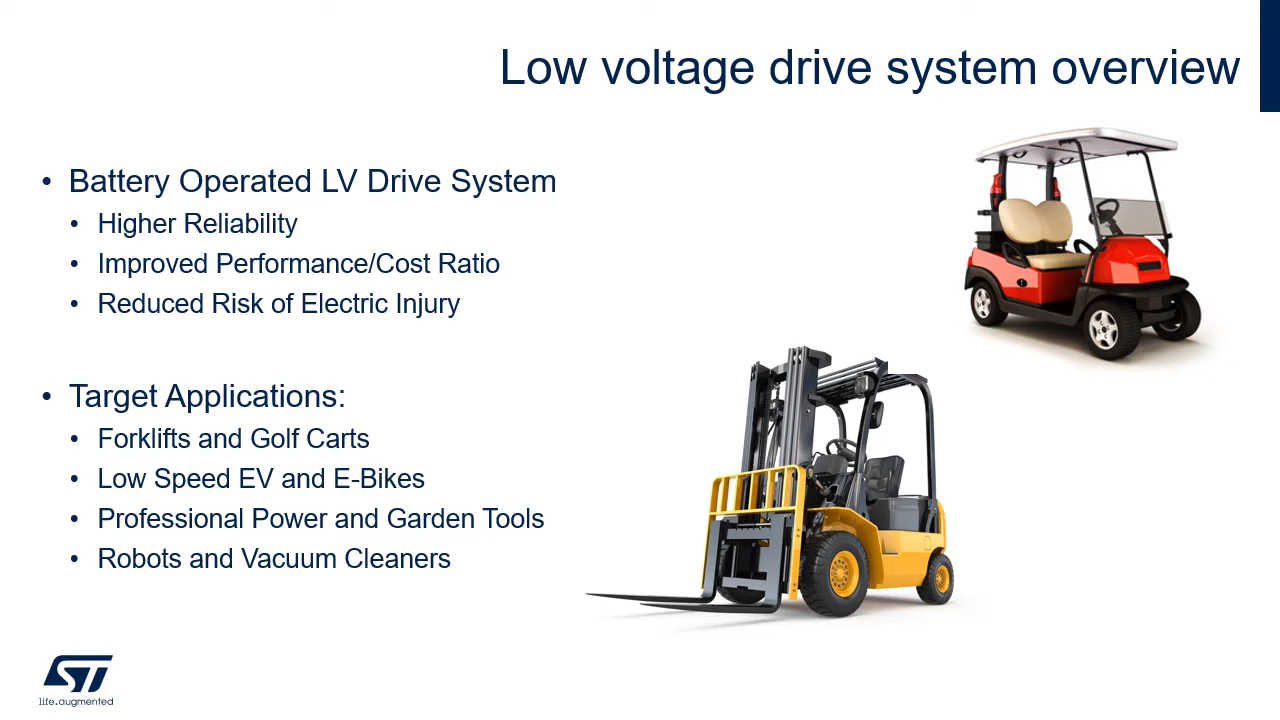 Low voltage drive system overview
• Battery Operated LV Drive System
• Higher Reliability
• Improved Performance/Cost Ratio
• Reduced Risk of Electric Injury
• Target Applications:
• Forklifts and Golf Carts
• Low Speed EV and E-Bikes
• Professional Power and Garden Tools
• Robots and Vacuum Cleaners
1
ST
life.augmented